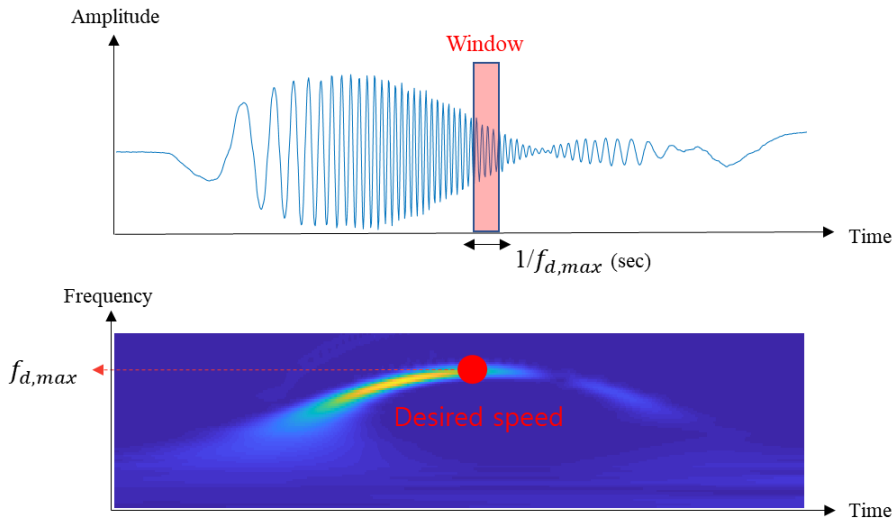 Amplitude
Window
Time
1/f_{d,max} (sec)
Frequency
f_{d,max}
Desired speed
Time